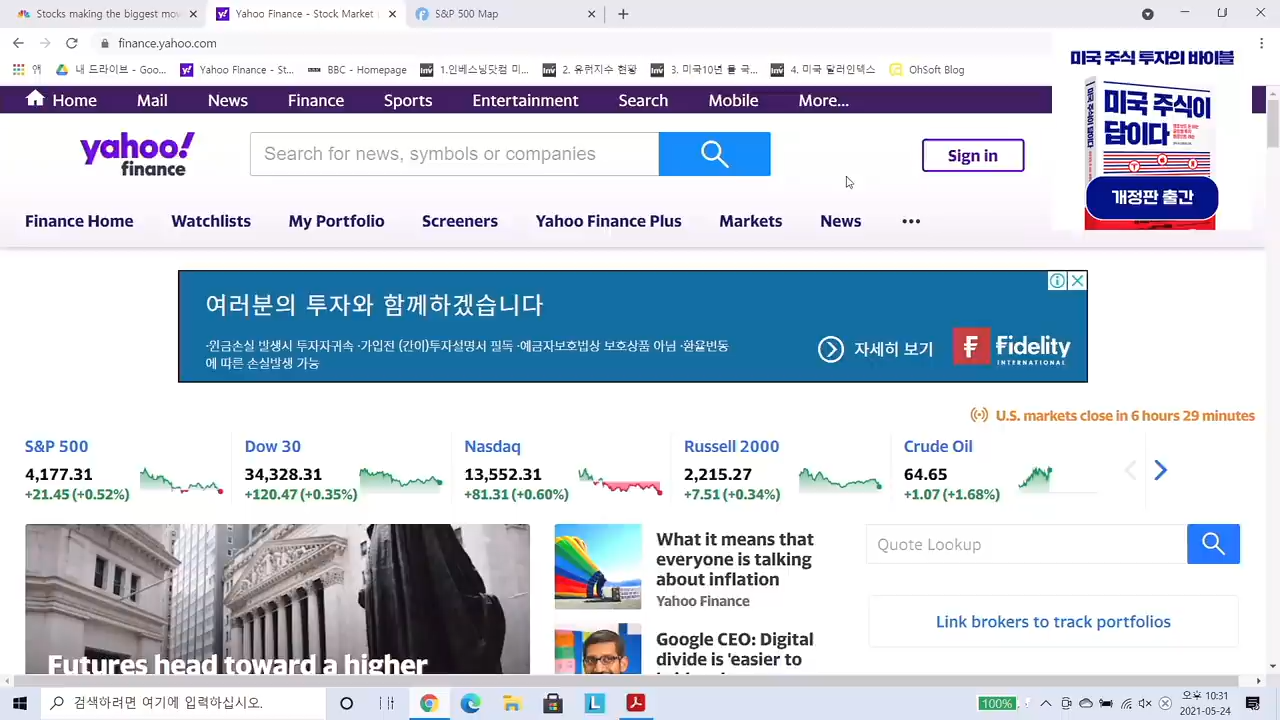 Stocks making the biggest mov
Yahoo Finance - Stock Market
S&P 500 Map
finance.yahoo.com
앱
내 드라이브 - Goo...
Yahoo Finance - St...
BBC - Homepage
2. 휴현지수 현황
3. 미국10년 물 국...
4. 미국 달러인덱스
OhSoft Blog
Home
Mail
News
Finance
Sports
Entertainment
Search
Mobile
More...
미국 주식 투자의 바이블
미국 주식이
답이다
개정판 출간
yahoo!
finance
Search for news, symbols or companies
Sign in
Finance Home
Watchlists
My Portfolio
Screeners
Yahoo Finance Plus
Markets
News
여러분의 투자와 함께하겠습니다
·원금손실 발생시 투자자귀속 ·가입전 (간이)투자설명서 필독 ·예금자보호법상 보호상품 아님 ·환율변동
에 따른 손실발생 가능
자세히 보기
Fidelity
INTERNATIONAL
U.S. markets close in 6 hours 29 minutes
S&P 500
4,177.31
+21.45 (+0.52%)
Dow 30
34,328.31
+120.47 (+0.35%)
Nasdaq
13,552.31
+81.31 (+0.60%)
Russell 2000
2,215.27
+7.51 (+0.34%)
Crude Oil
64.65
+1.07 (+1.68%)
Futures head toward a higher
What it means that
everyone is talking
about inflation
Yahoo Finance
Google CEO: Digital
divide is 'easier to
Quote Lookup
Link brokers to track portfolios
검색하려면 여기에 입력하십시오.
100%
오후 10:31
2021-05-24